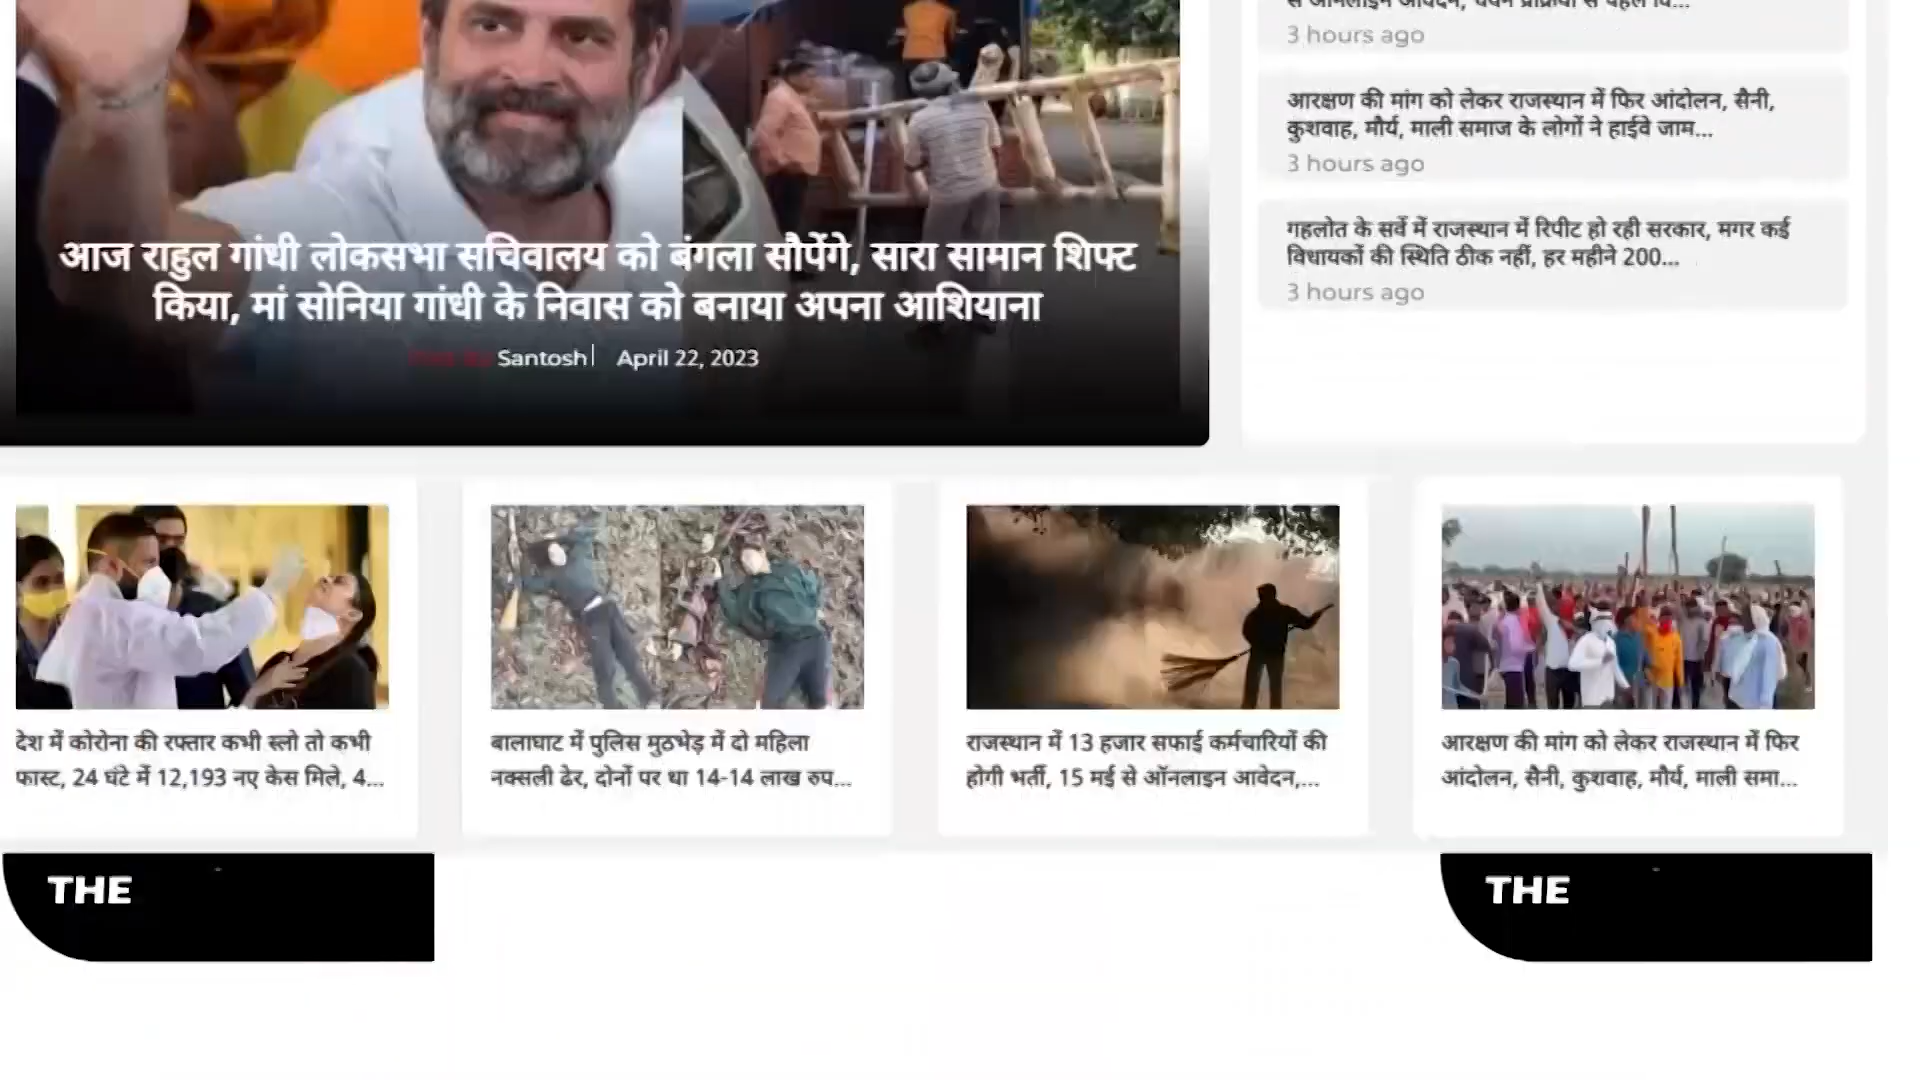 आज राहुल गांधी लोकसभा सचिवालय को बंगला सौपेंगे, सारा सामान शिफ्ट
किया, मां सोनिया गांधी के निवास को बनाया अपना आशियाना
Santosh | April 22, 2023
3 hours ago
आरक्षण की मांग को लेकर राजस्थान में फिर आंदोलन, सैनी,
कुशवाह, मौर्य, माली समाज के लोगों ने हाईवे जाम...
3 hours ago
गहलोत के सर्वे में राजस्थान में रिपीट हो रही सरकार, मगर कई
विधायकों की स्थिति ठीक नहीं, हर महीने 200...
3 hours ago
देश में कोरोना की रफ्तार कभी स्लो तो कभी
फास्ट, 24 घंटे में 12,193 नए केस मिले, 4...
बालाघाट में पुलिस मुठभेड़ में दो महिला
नक्सली ढेर, दोनों पर था 14-14 लाख रुप...
राजस्थान में 13 हजार सफाई कर्मचारियों की
होगी भर्ती, 15 मई से ऑनलाइन आवेदन,...
आरक्षण की मांग को लेकर राजस्थान में फिर
आंदोलन, सैनी, कुशवाह, मौर्य, माली समा...
THE
THE